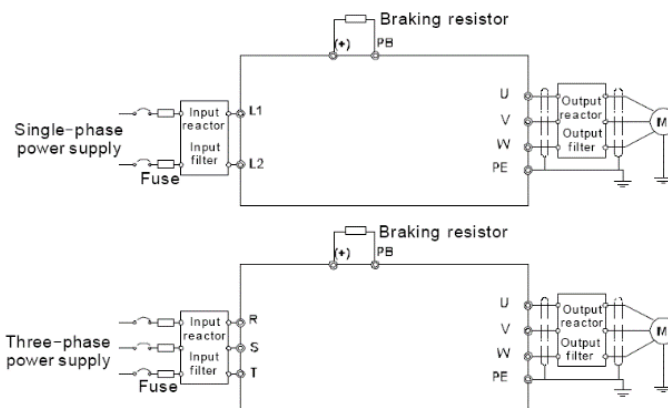 Braking resistor
(+) PB
Single-phase
power supply
Fuse
Input
reactor
Input
filter
L1
L2
U
V
W
PE
Output
reactor
Output
filter
M
Braking resistor
(+) PB
Three-phase
power supply
Fuse
Input
reactor
Input
filter
R
S
T
U
V
W
PE
Output
reactor
Output
filter
M